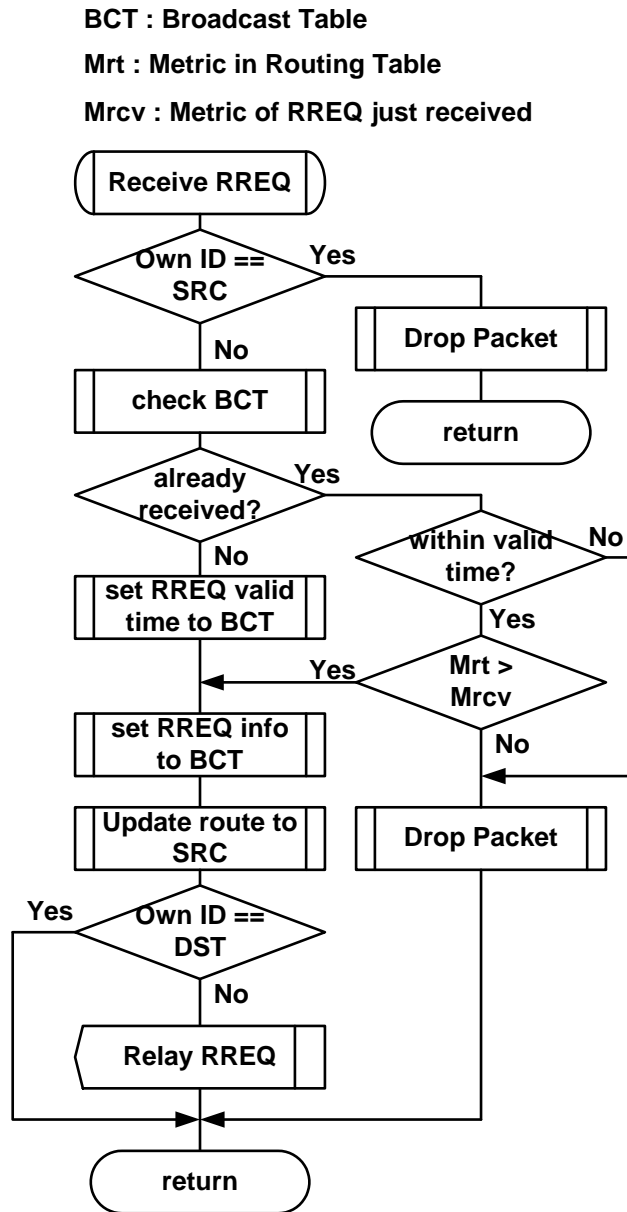 BCT : Broadcast Table
Mrt : Metric in Routing Table
Mrcv : Metric of RREQ just received
Receive RREQ
Own ID ==
SRC
Yes
No
Drop Packet
check BCT
return
already
received?
Yes
within valid
time?
No
No
set RREQ valid
time to BCT
Yes
Mrt >
Mrcv
Yes
No
set RREQ info
to BCT
Update route to
SRC
Drop Packet
Own ID ==
DST
Yes
No
Relay RREQ
return